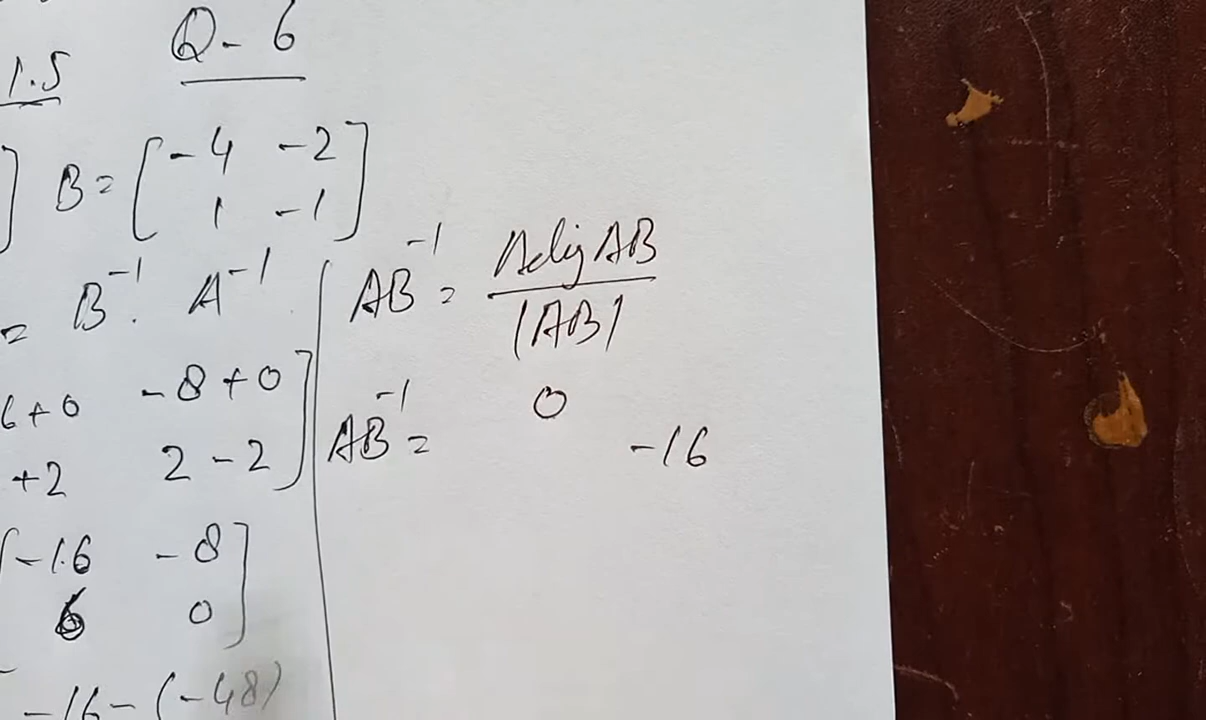 1.5 Q- 6
] B = [ -4 -2
1 -1 ]
= B⁻¹ . A⁻¹
AB⁻¹ = Adj AB
|AB|
6+0 -8+0 ]
+2 2-2 ]
AB⁻¹ = 0 -16
[ -16 -8 ]
6 0
-16-(-48)